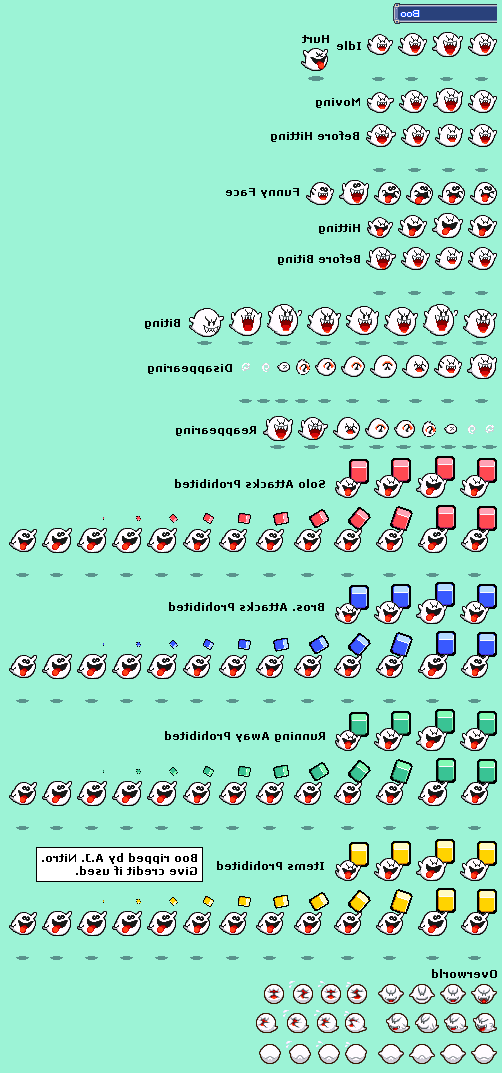 Boo
Hurt
Idle
Moving
Before Hitting
Funny Face
Hitting
Before Biting
Biting
Disappearing
Reappearing
Solo Attacks Prohibited
Bros. Attacks Prohibited
Running Away Prohibited
Items Prohibited
Boo ripped by A.J. Nitro.
Give credit if used.
Overworld